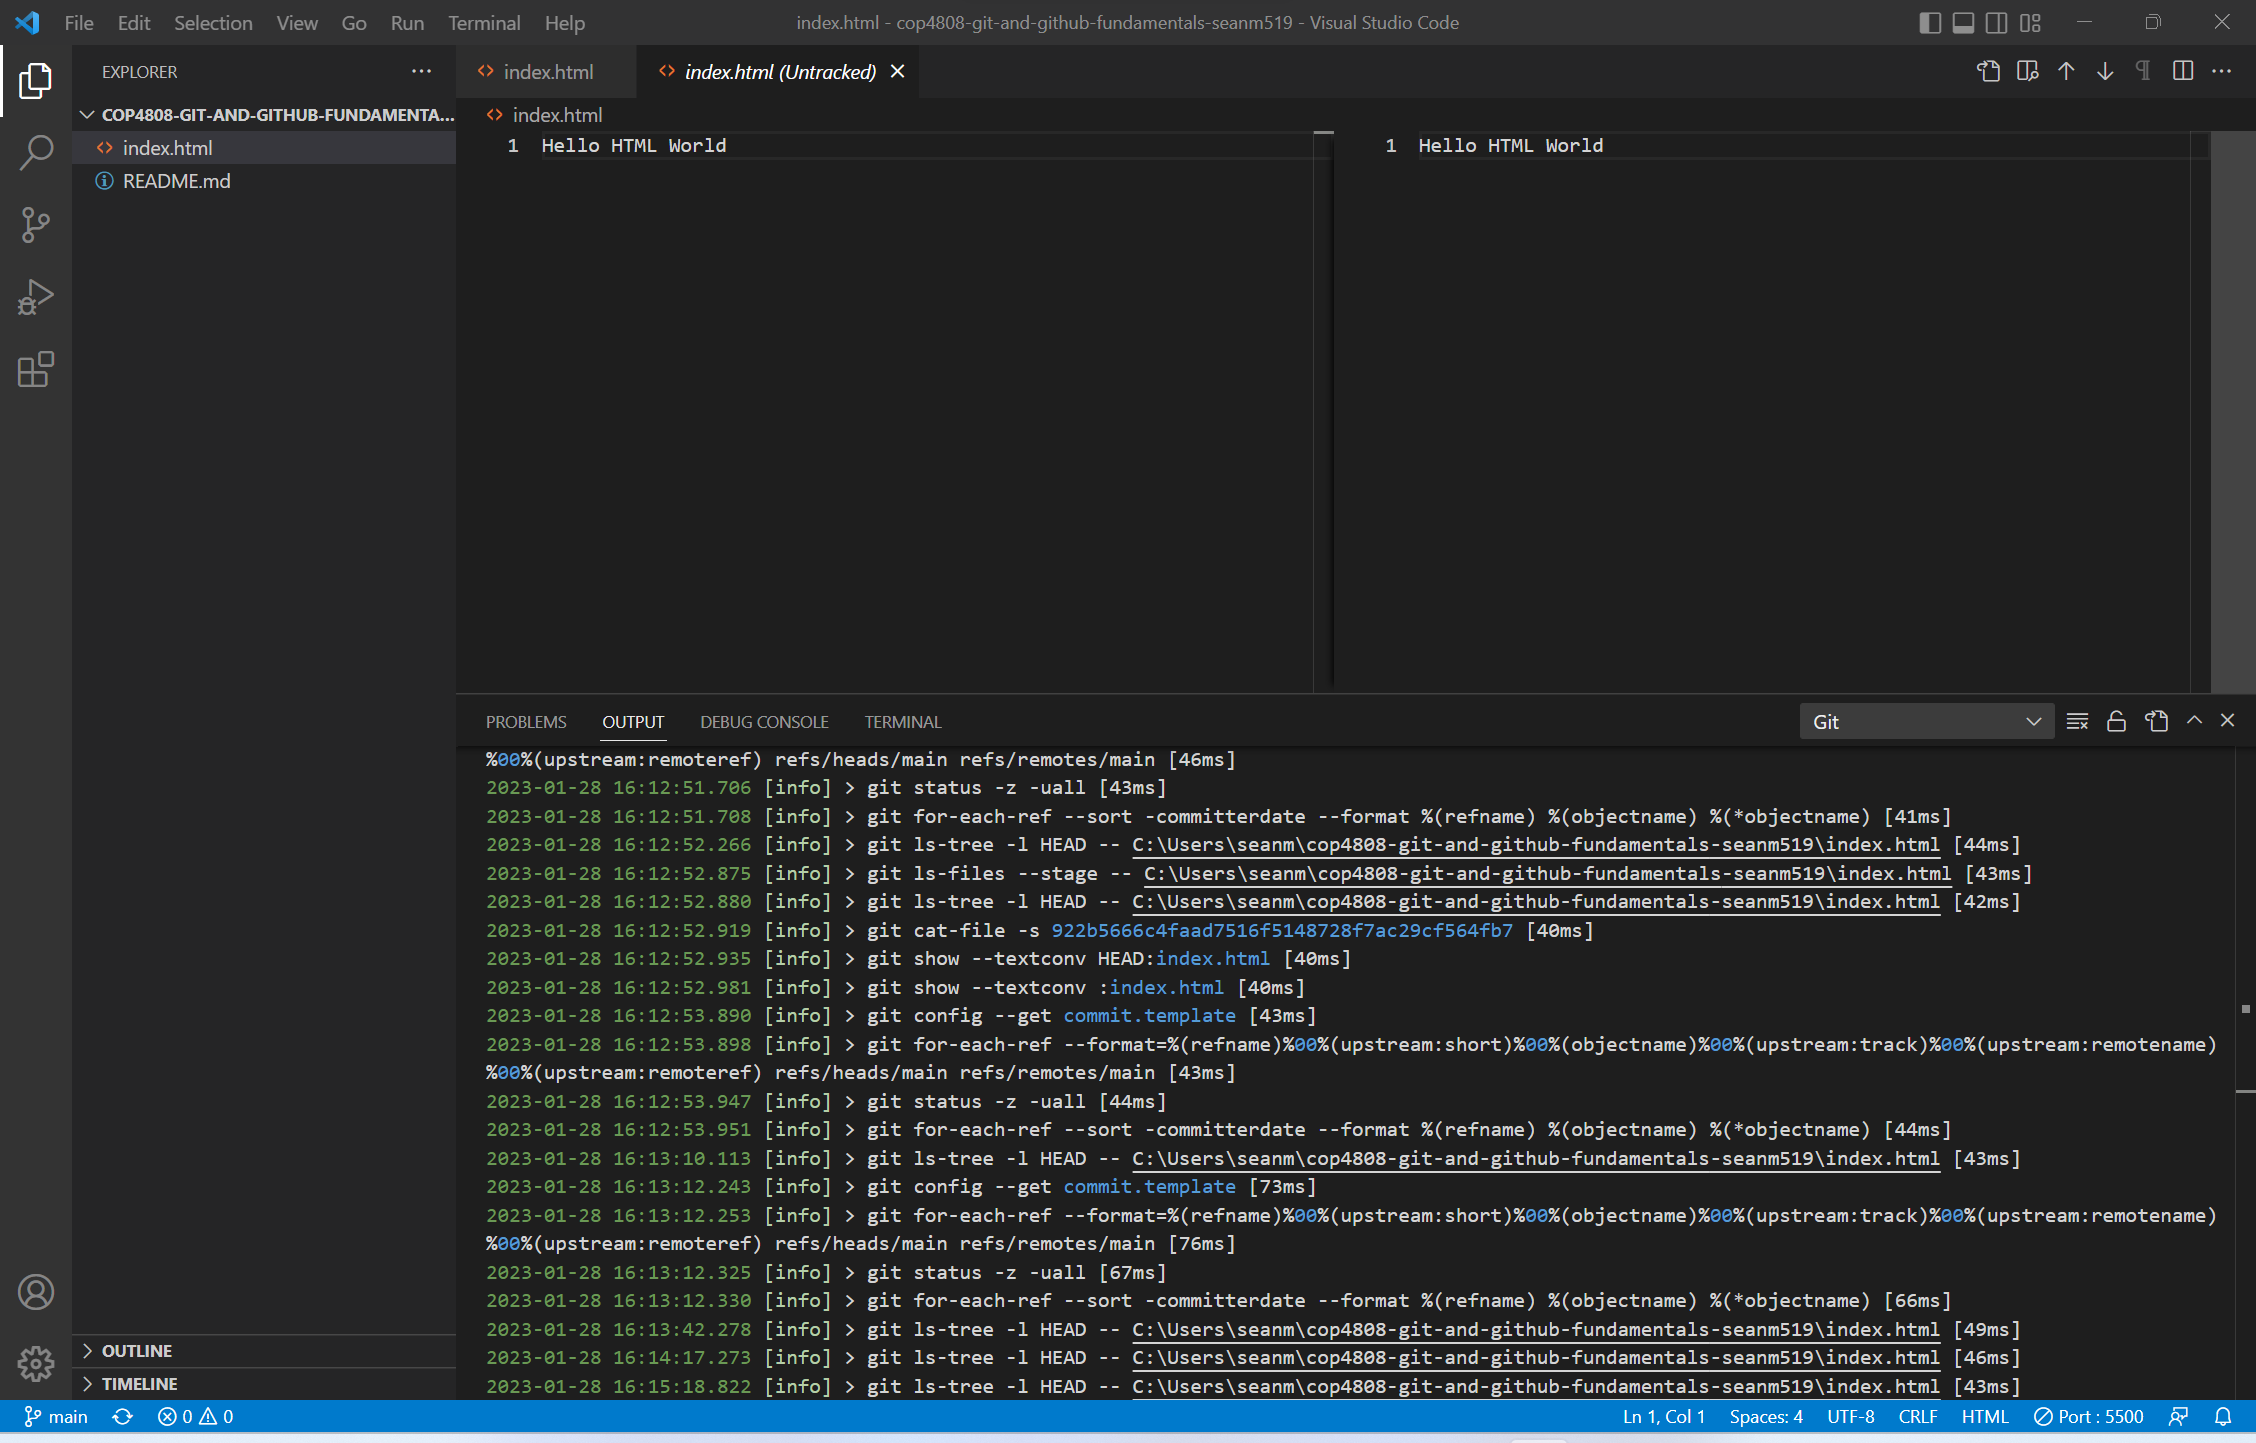 File Edit Selection View Go Run Terminal Help
index.html - cop4808-git-and-github-fundamentals-seanm519 - Visual Studio Code
EXPLORER
COP4808-GIT-AND-GITHUB-FUNDAMENTA...
index.html
README.md
index.html
index.html (Untracked)
index.html
1 Hello HTML World
1 Hello HTML World
PROBLEMS OUTPUT DEBUG CONSOLE TERMINAL
Git
%00%(upstream:remoteref) refs/heads/main refs/remotes/main [46ms]
2023-01-28 16:12:51.706 [info] > git status -z -uall [43ms]
2023-01-28 16:12:51.708 [info] > git for-each-ref --sort -committerdate --format %(refname) %(objectname) %(*objectname) [41ms]
2023-01-28 16:12:52.266 [info] > git ls-tree -l HEAD -- C:\Users\seanm\cop4808-git-and-github-fundamentals-seanm519\index.html [44ms]
2023-01-28 16:12:52.875 [info] > git ls-files --stage -- C:\Users\seanm\cop4808-git-and-github-fundamentals-seanm519\index.html [43ms]
2023-01-28 16:12:52.880 [info] > git ls-tree -l HEAD -- C:\Users\seanm\cop4808-git-and-github-fundamentals-seanm519\index.html [42ms]
2023-01-28 16:12:52.919 [info] > git cat-file -s 922b5666c4faad7516f5148728f7ac29cf564fb7 [40ms]
2023-01-28 16:12:52.935 [info] > git show --textconv HEAD:index.html [40ms]
2023-01-28 16:12:52.981 [info] > git show --textconv :index.html [40ms]
2023-01-28 16:12:53.890 [info] > git config --get commit.template [43ms]
2023-01-28 16:12:53.898 [info] > git for-each-ref --format=%(refname)%00%(upstream:short)%00%(objectname)%00%(upstream:track)%00%(upstream:remotename)
%00%(upstream:remoteref) refs/heads/main refs/remotes/main [43ms]
2023-01-28 16:12:53.947 [info] > git status -z -uall [44ms]
2023-01-28 16:12:53.951 [info] > git for-each-ref --sort -committerdate --format %(refname) %(objectname) %(*objectname) [44ms]
2023-01-28 16:13:10.113 [info] > git ls-tree -l HEAD -- C:\Users\seanm\cop4808-git-and-github-fundamentals-seanm519\index.html [43ms]
2023-01-28 16:13:12.243 [info] > git config --get commit.template [73ms]
2023-01-28 16:13:12.253 [info] > git for-each-ref --format=%(refname)%00%(upstream:short)%00%(objectname)%00%(upstream:track)%00%(upstream:remotename)
%00%(upstream:remoteref) refs/heads/main refs/remotes/main [76ms]
2023-01-28 16:13:12.325 [info] > git status -z -uall [67ms]
2023-01-28 16:13:12.330 [info] > git for-each-ref --sort -committerdate --format %(refname) %(objectname) %(*objectname) [66ms]
2023-01-28 16:13:42.278 [info] > git ls-tree -l HEAD -- C:\Users\seanm\cop4808-git-and-github-fundamentals-seanm519\index.html [49ms]
2023-01-28 16:14:17.273 [info] > git ls-tree -l HEAD -- C:\Users\seanm\cop4808-git-and-github-fundamentals-seanm519\index.html [46ms]
2023-01-28 16:15:18.822 [info] > git ls-tree -l HEAD -- C:\Users\seanm\cop4808-git-and-github-fundamentals-seanm519\index.html [43ms]
OUTLINE
TIMELINE
main 0 0 Ln 1, Col 1 Spaces: 4 UTF-8 CRLF HTML Port : 5500